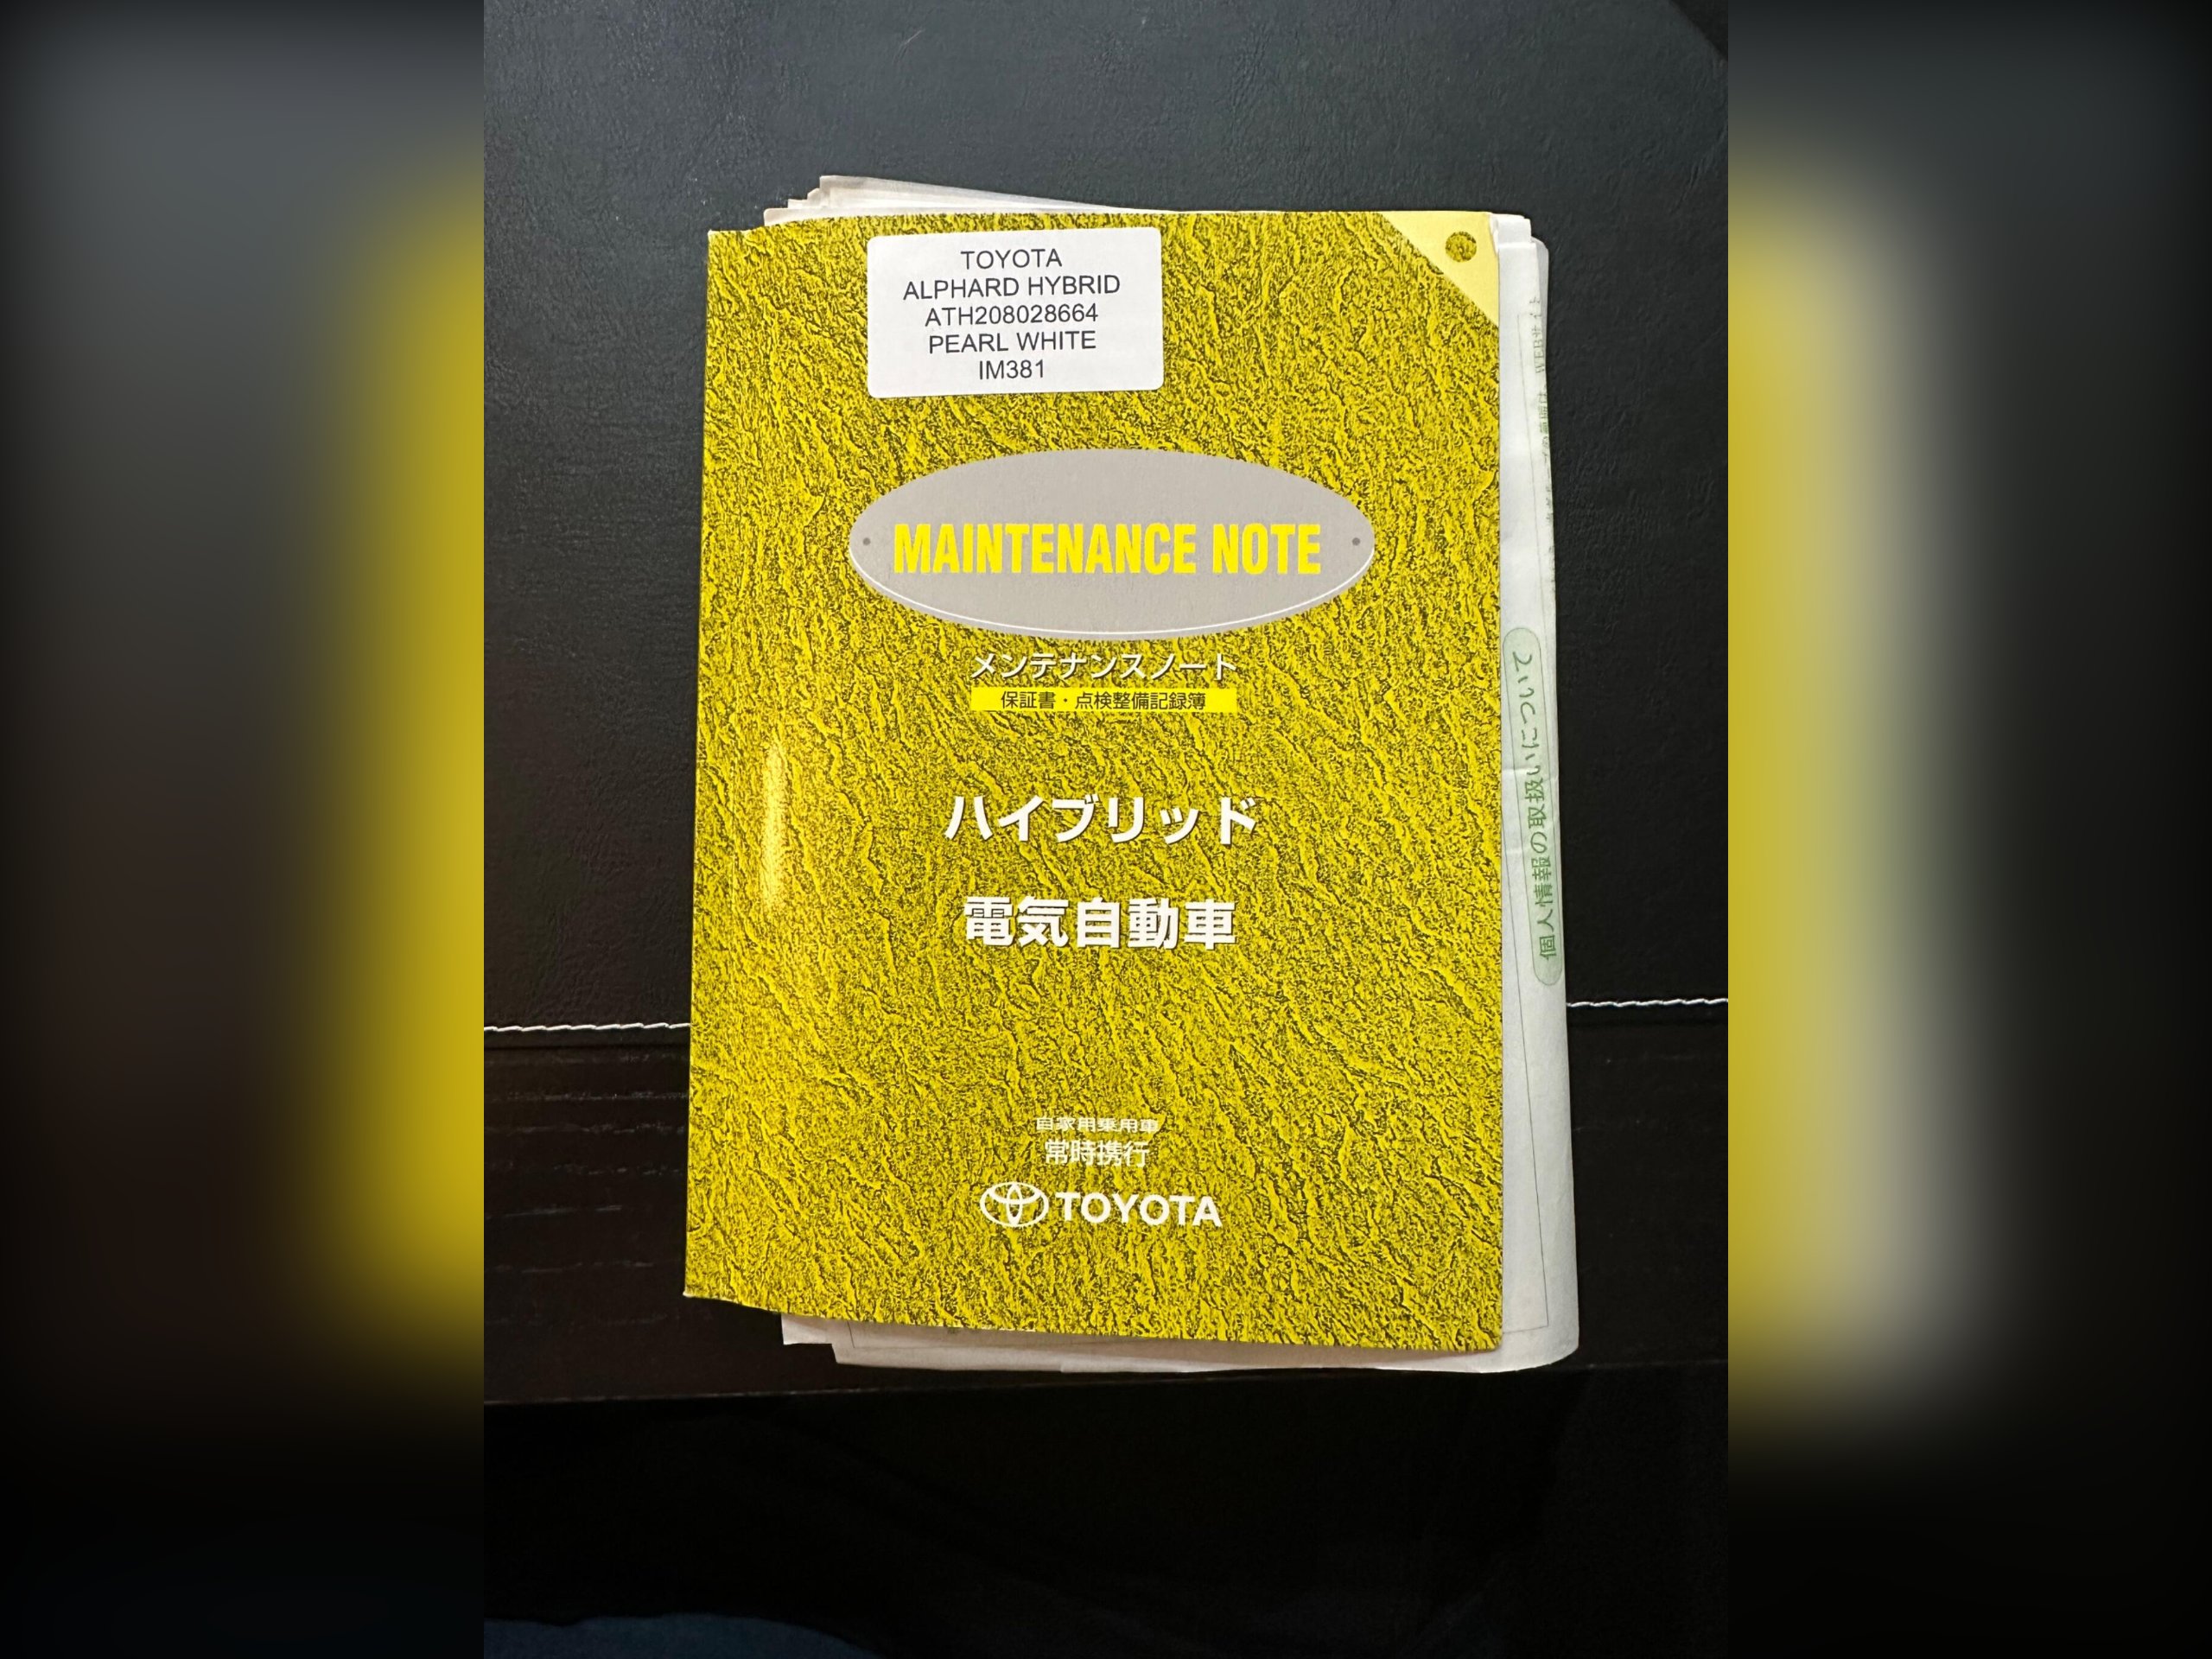 TOYOTA
ALPHARD HYBRID
ATH208028664
PEARL WHITE
IM381
MAINTENANCE NOTE
メンテナンスノート
保証書・点検整備記録簿
ハイブリッド
電気自動車
自家用乗用車
常時携行
TOYOTA
個人情報の取扱いについて